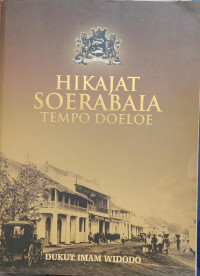 HIKAJAT
SOERABAIA
TEMPO DOELOE
DUKUT IMAM WIDODO